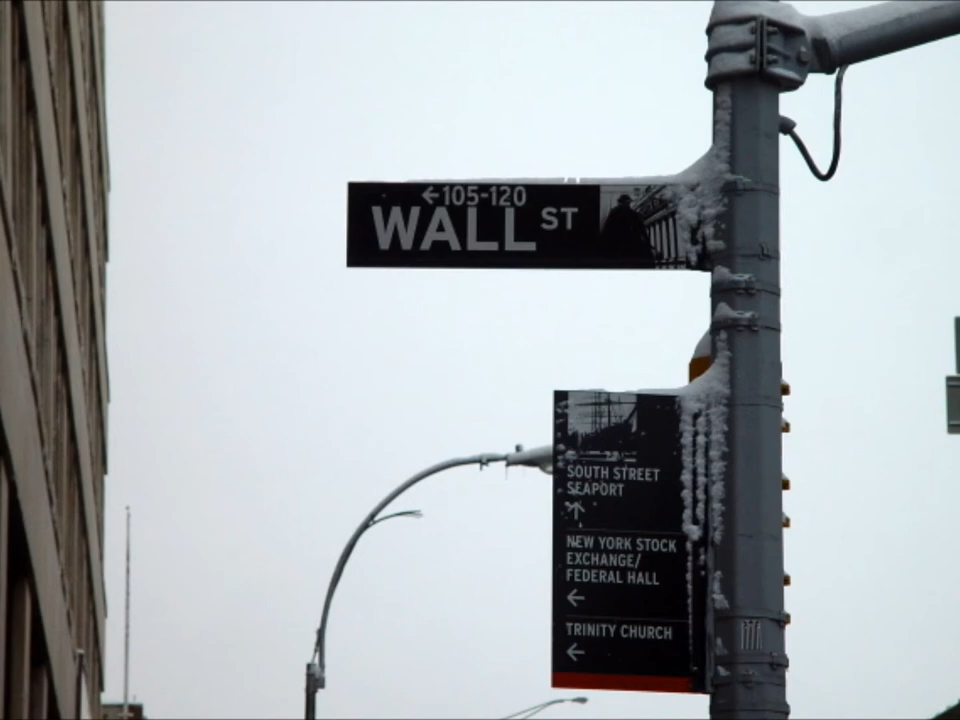 ←105-120
WALL ST
SOUTH STREET
SEAPORT
↑
NEW YORK STOCK
EXCHANGE/
FEDERAL HALL
←
TRINITY CHURCH
←